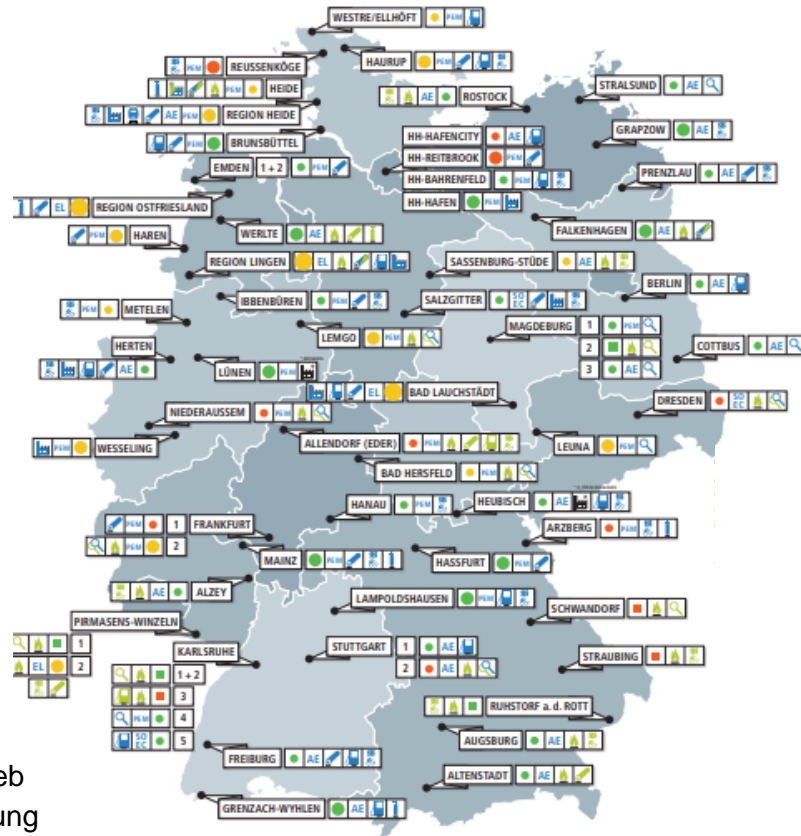 WESTRE/ELLHÖFT PEM
PEM REUSSENKÖGE
HAURUP PEM
PEM HEIDE
ROSTOCK AE
STRALSUND AE
AE PEM REGION HEIDE
HH-HAFENCITY AE
GRAPZOW AE
PEM BRUNSBÜTTEL
HH-REITBROOK PEM
EMDEN 1 + 2 PEM
HH-BAHRENFELD PEM
PRENZLAU AE
HH-HAFEN PEM
EL REGION OSTFRIESLAND
PEM HAREN
WERLTE AE
FALKENHAGEN AE
REGION LINGEN EL
SASSENBURG-STÜDE AE
BERLIN AE
PEM METELEN
IBBENBÜREN PEM
SALZGITTER SO EC
LEMGO PEM
MAGDEBURG 1 PEM
2
3 AE
COTTBUS AE
HERTEN
AE
LÜNEN PEM
EL BAD LAUCHSTÄDT
DRESDEN SO EC
NIEDERAUSSEM PEM
PEM WESSELING
ALLENDORF (EDER) PEM
LEUNA PEM
BAD HERSFELD PEM
HANAU PEM
HEUBISCH AE
PEM 1 FRANKFURT
PEM 2
ARZBERG PEM
MAINZ PEM
HASSFURT PEM
AE ALZEY
LAMPOLDSHAUSEN PEM
SCHWANDORF
PIRMASENS-WINZELN
1
EL 2
KARLSRUHE
1 + 2
3
PEM 4
SO EC 5
STUTTGART 1 AE
2 AE
STRAUBING
RUHSTORF a. d. ROTT
AUGSBURG AE
FREIBURG AE
ALTENSTADT AE
GRENZACH-WYHLEN AE
eb
ung